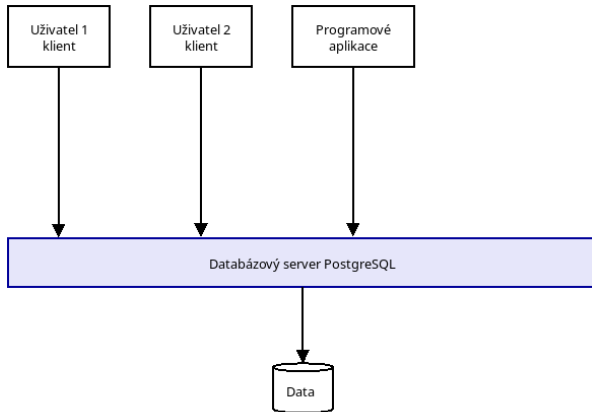 Uživatel 1
klient
Uživatel 2
klient
Programové
aplikace
Databázový server PostgreSQL
Data